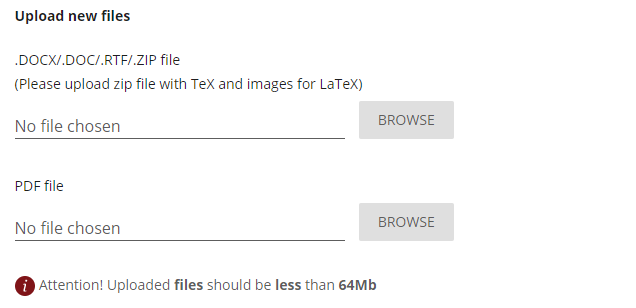 Upload new files
.DOCX/.DOC/.RTF/.ZIP file
(Please upload zip file with TeX and images for LaTeX)
No file chosen BROWSE
PDF file
No file chosen BROWSE
i Attention! Uploaded files should be less than 64Mb